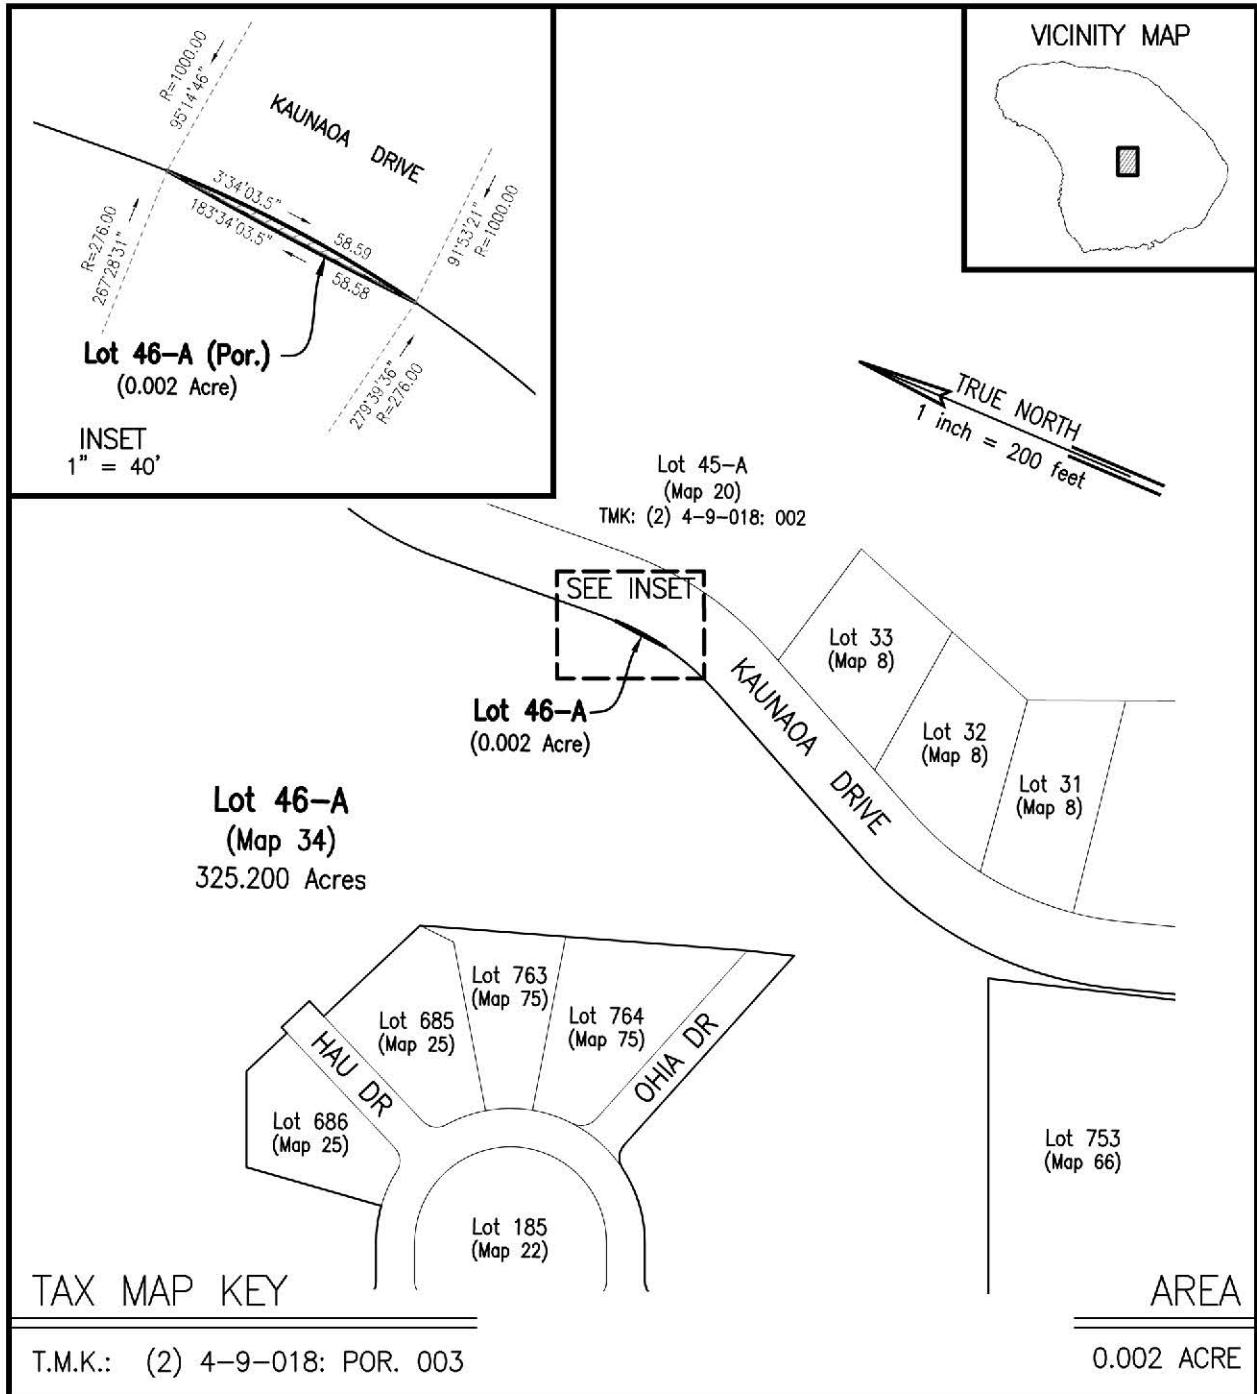 R=1000.00
95°14'46"
KAUNAOA DRIVE
3°34'03.5"
183°34'03.5"
58.59
58.58
R=276.00
267°28'31"
91°53'21"
R=1000.00
279°39'36"
R=276.00
Lot 46-A (Por.)
(0.002 Acre)
INSET
1" = 40'
VICINITY MAP
TRUE NORTH
1 inch = 200 feet
Lot 45-A
(Map 20)
TMK: (2) 4-9-018: 002
SEE INSET
Lot 46-A
(0.002 Acre)
KAUNAOA DRIVE
Lot 33
(Map 8)
Lot 32
(Map 8)
Lot 31
(Map 8)
Lot 46-A
(Map 34)
325.200 Acres
Lot 763
(Map 75)
Lot 685
(Map 25)
Lot 764
(Map 75)
HAU DR
OHIA DR
Lot 686
(Map 25)
Lot 753
(Map 66)
Lot 185
(Map 22)
TAX MAP KEY
AREA
T.M.K.: (2) 4-9-018: POR. 003
0.002 ACRE